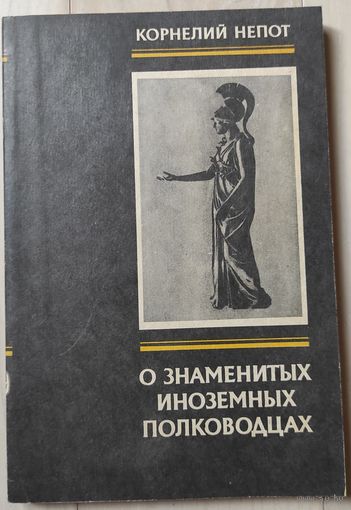 КОРНЕЛИЙ НЕПОТ
О ЗНАМЕНИТЫХ
ИНОЗЕМНЫХ
ПОЛКОВОДЦАХ